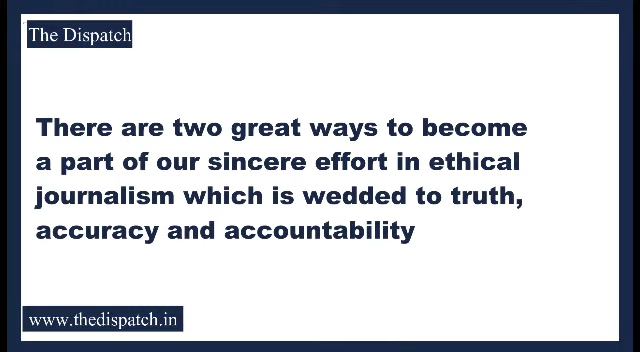 The Dispatch
There are two great ways to become
a part of our sincere effort in ethical
journalism which is wedded to truth,
accuracy and accountability
www.thedispatch.in